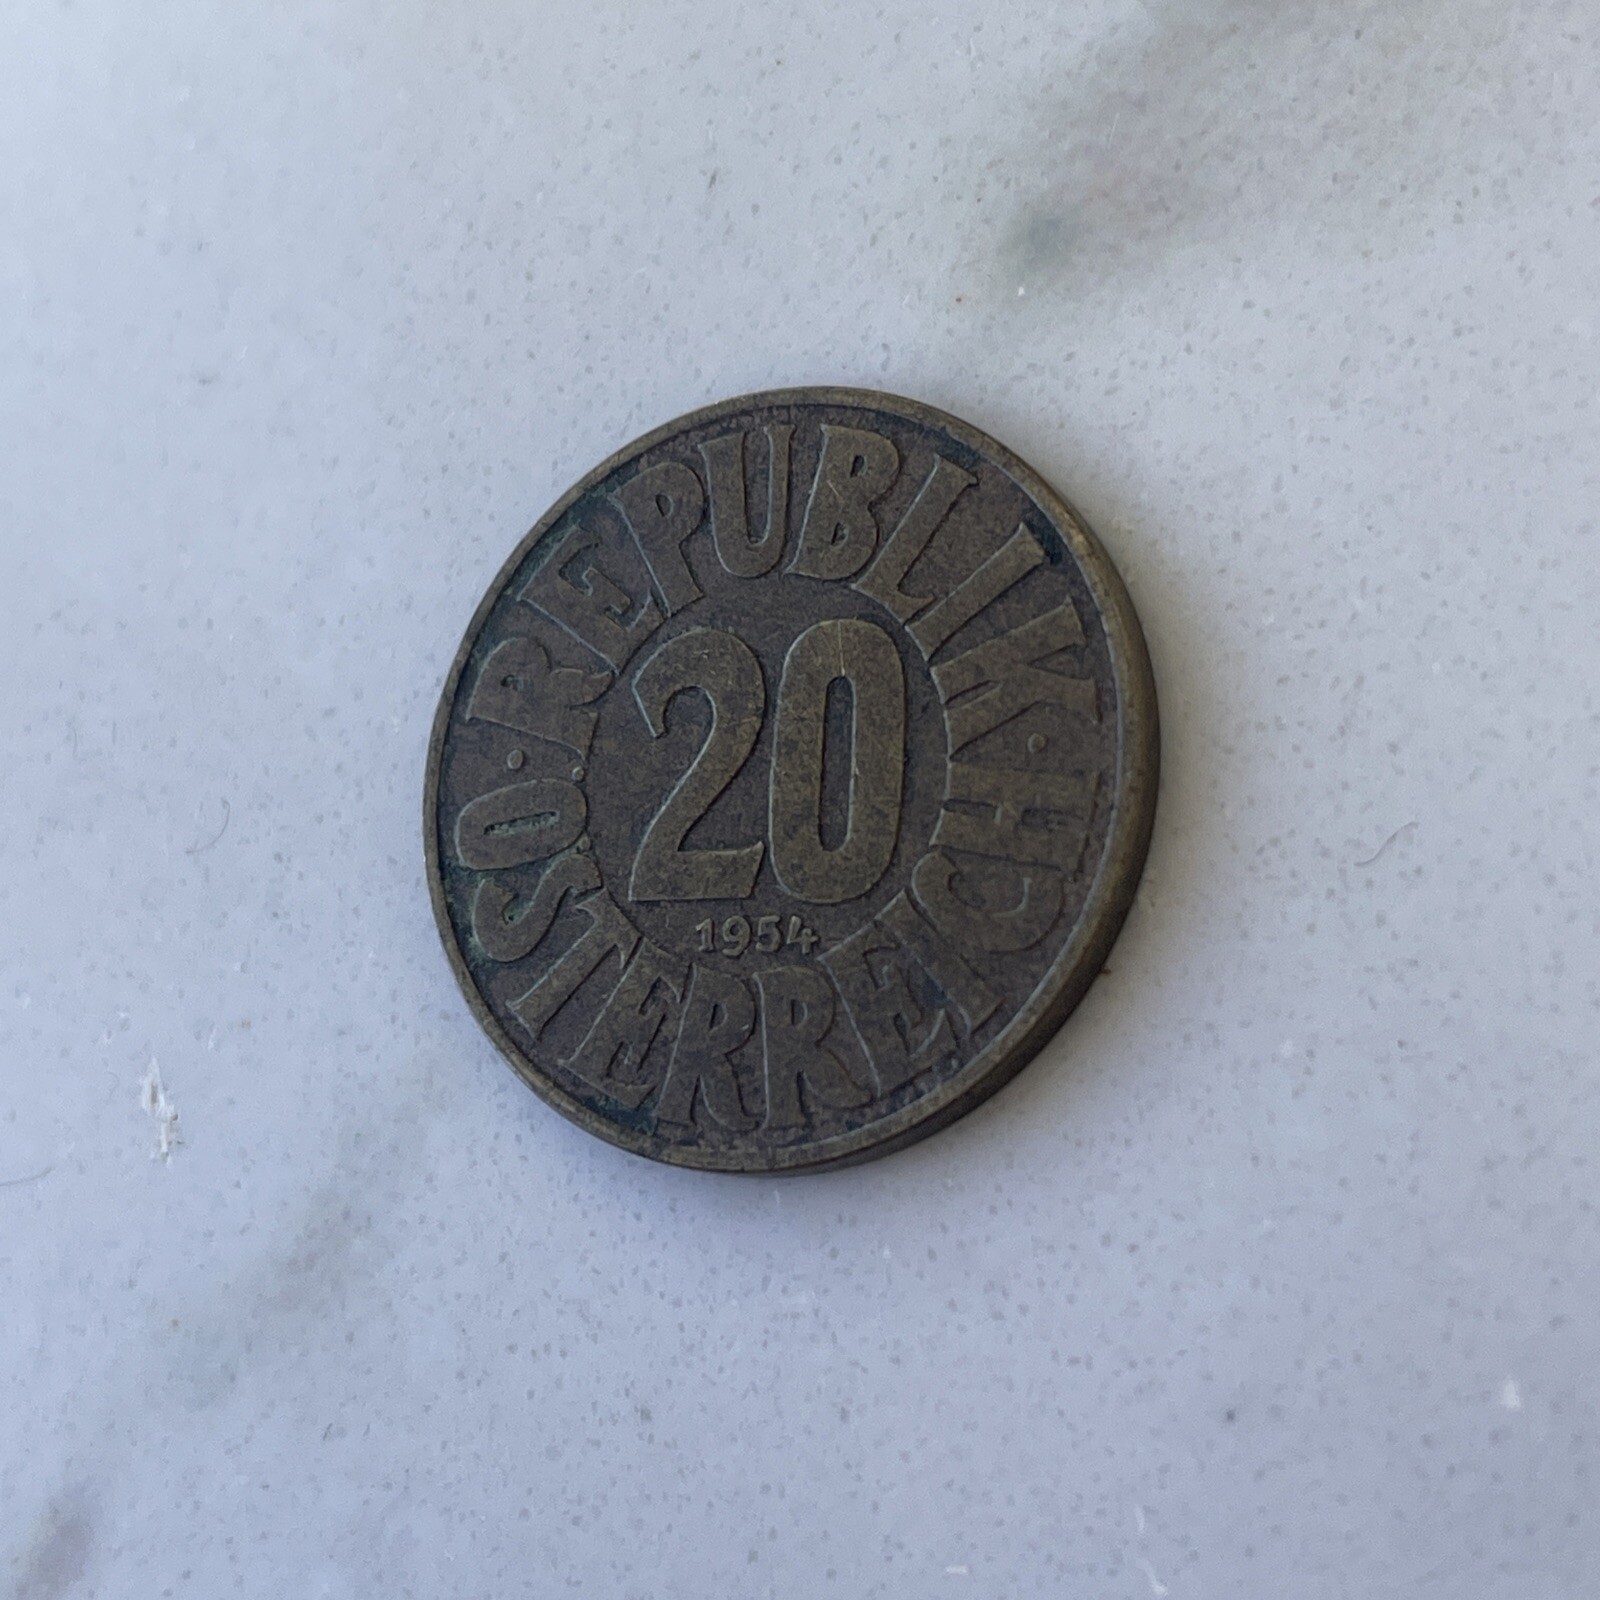 REPUBLIK · ÖSTERREICH ·
20
1954